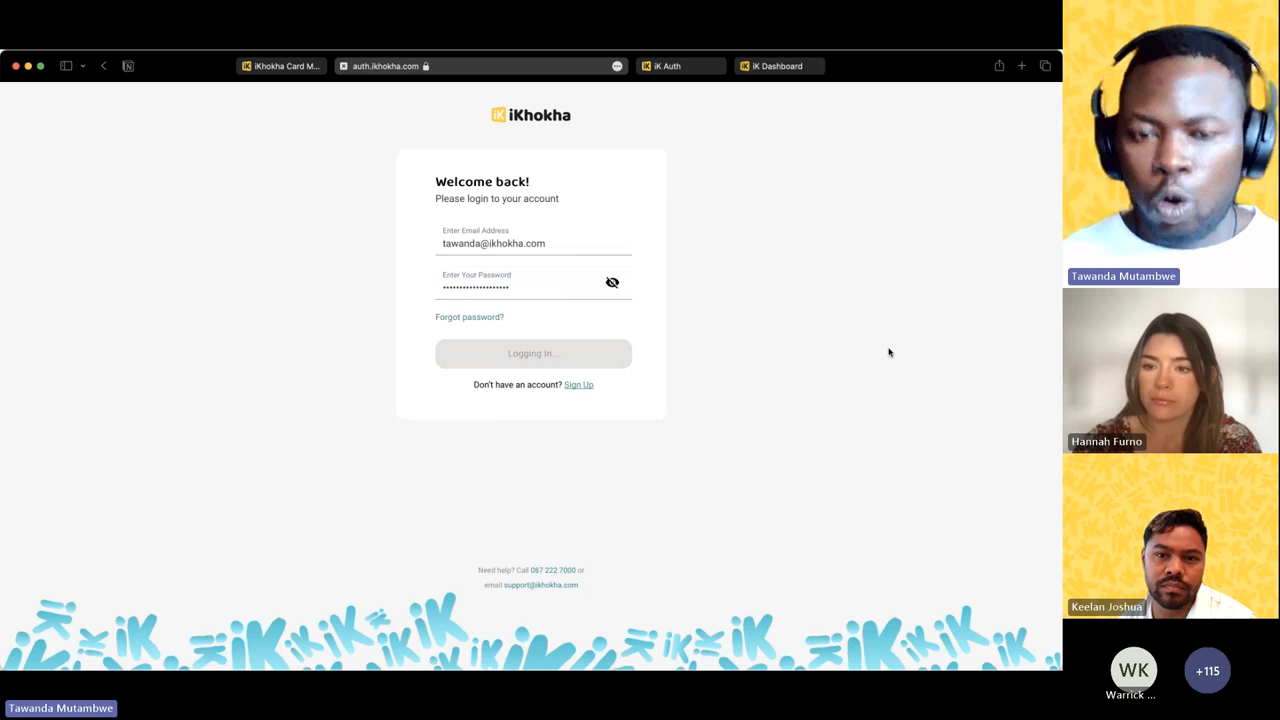 iKhokha Card M...
auth.ikhokha.com
iK Auth
iK Dashboard
iK iKhokha
Welcome back!
Please login to your account
Enter Email Address
tawanda@ikhokha.com
Enter Your Password
••••••••••••••••••••
Forgot password?
Logging in...
Don't have an account? Sign Up
Need help? Call 087 222 7000 or
email support@ikhokha.com
Tawanda Mutambwe
Tawanda Mutambwe
Hannah Furno
Keelan Joshua
WK
Warrick ...
+115